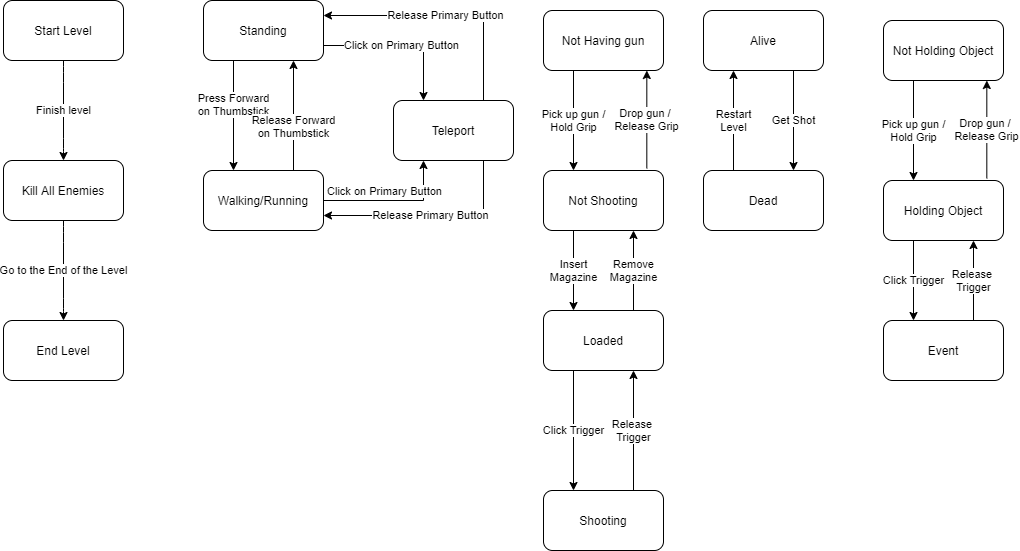 Start Level
Finish level
Kill All Enemies
Go to the End of the Level
End Level
Standing
Release Primary Button
Click on Primary Button
Press Forward
on Thumbstick
Release Forward
on Thumbstick
Teleport
Click on Primary Button
Walking/Running
Release Primary Button
Not Having gun
Pick up gun /
Hold Grip
Drop gun /
Release Grip
Not Shooting
Insert
Magazine
Remove
Magazine
Loaded
Click Trigger
Release
Trigger
Shooting
Alive
Restart
Level
Get Shot
Dead
Not Holding Object
Pick up gun /
Hold Grip
Drop gun /
Release Grip
Holding Object
Click Trigger
Release
Trigger
Event